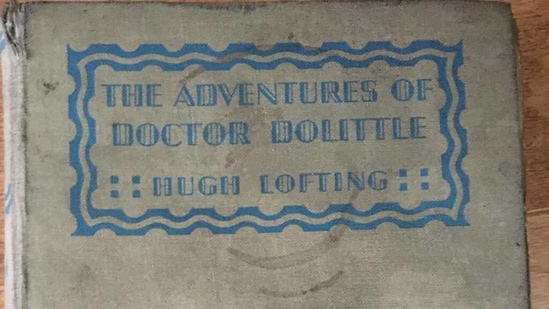 THE ADVENTURES OF
DOCTOR DOLITTLE
HUGH LOFTING